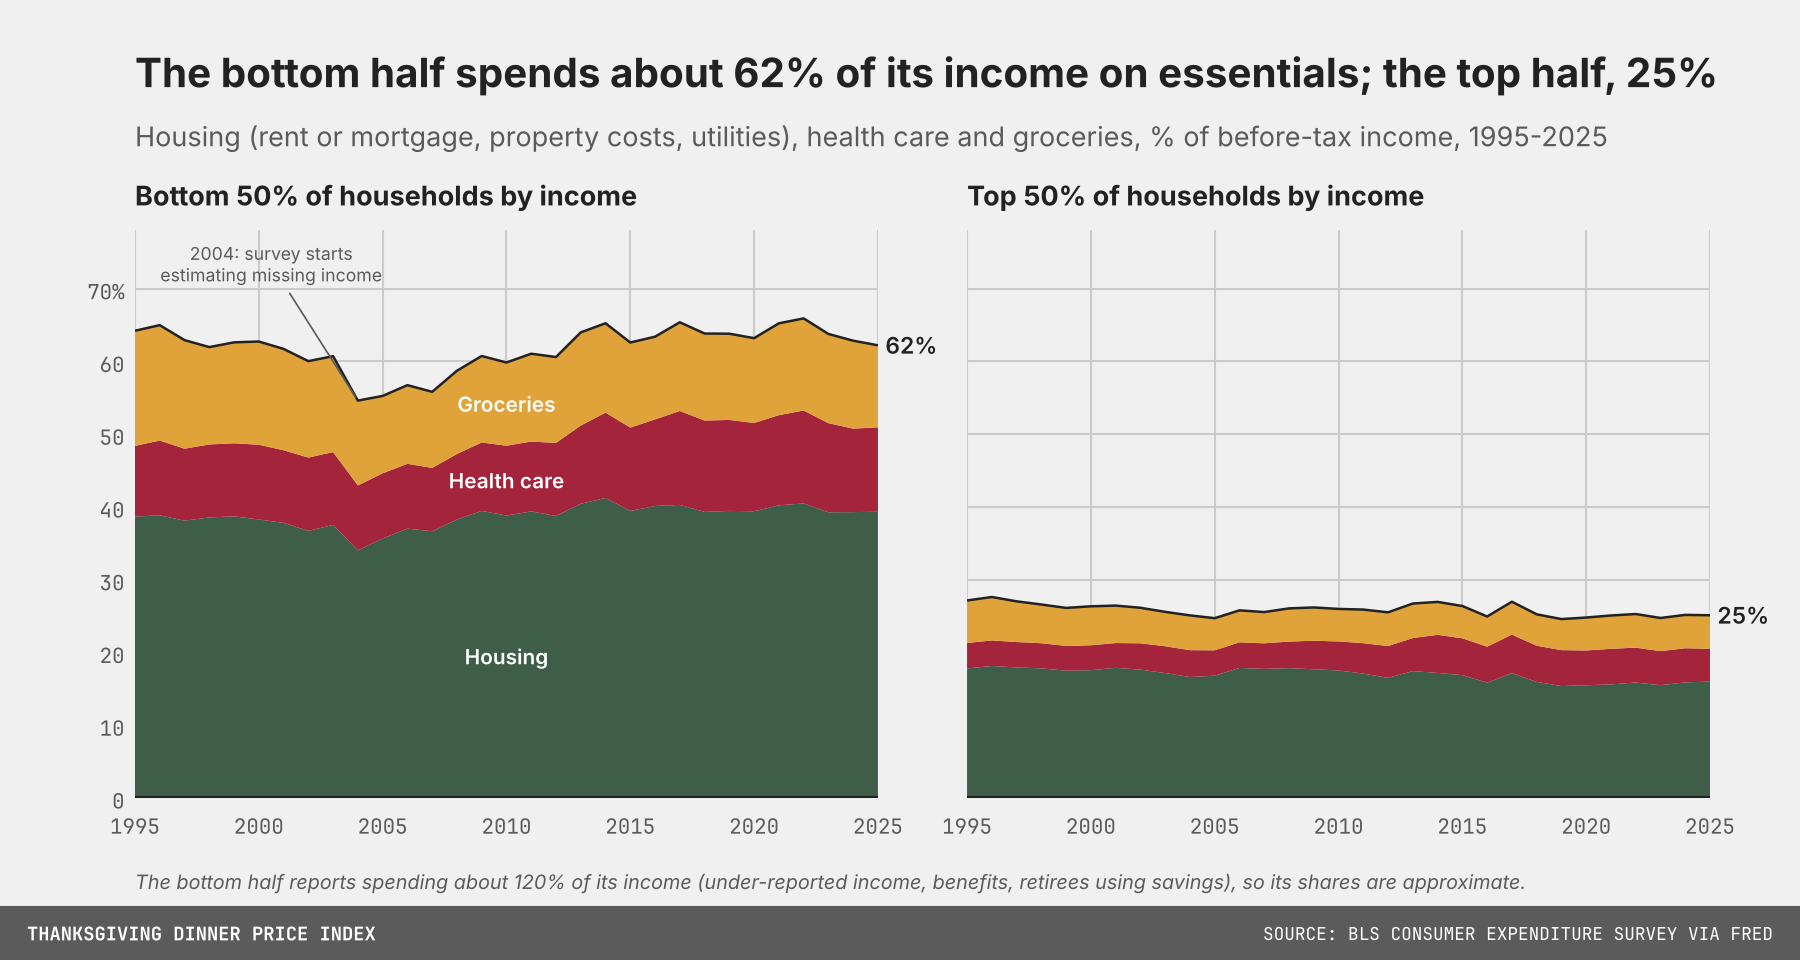 The bottom half spends about 62% of its income on essentials; the top half, 25%
Housing (rent or mortgage, property costs, utilities), health care and groceries, % of before-tax income, 1995-2025
Bottom 50% of households by income
2004: survey starts
estimating missing income
70%
60
50
40
30
20
10
0
Groceries
Health care
Housing
62%
1995 2000 2005 2010 2015 2020 2025
Top 50% of households by income
25%
1995 2000 2005 2010 2015 2020 2025
The bottom half reports spending about 120% of its income (under-reported income, benefits, retirees using savings), so its shares are approximate.
THANKSGIVING DINNER PRICE INDEX
SOURCE: BLS CONSUMER EXPENDITURE SURVEY VIA FRED